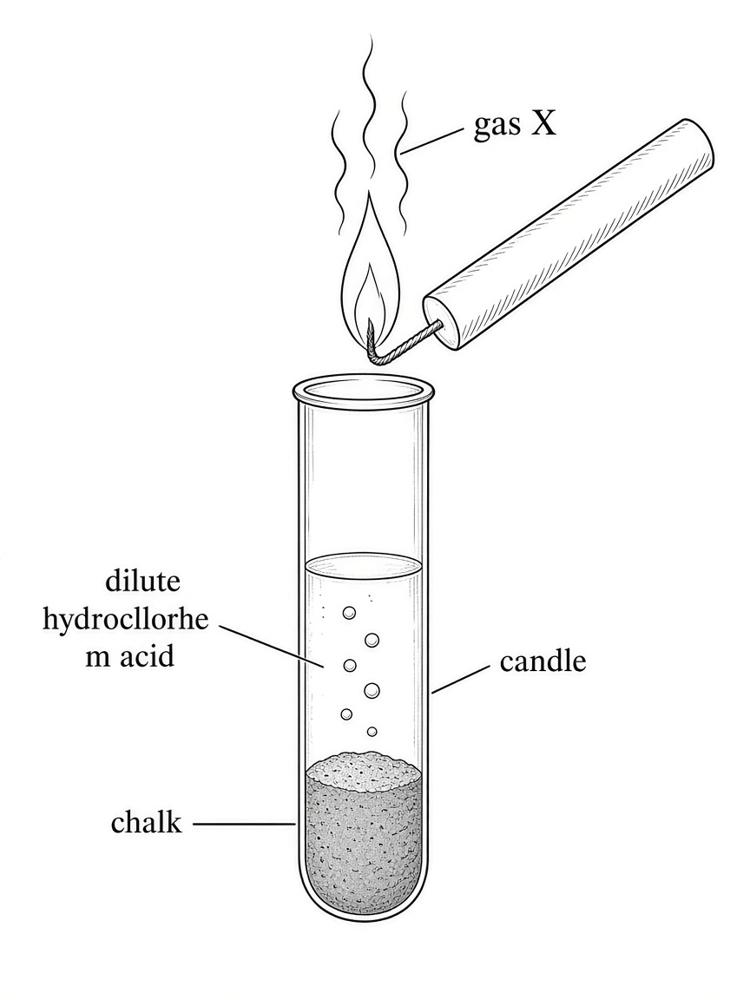 gas X
dilute
hydrocllorhe
m acid
candle
chalk